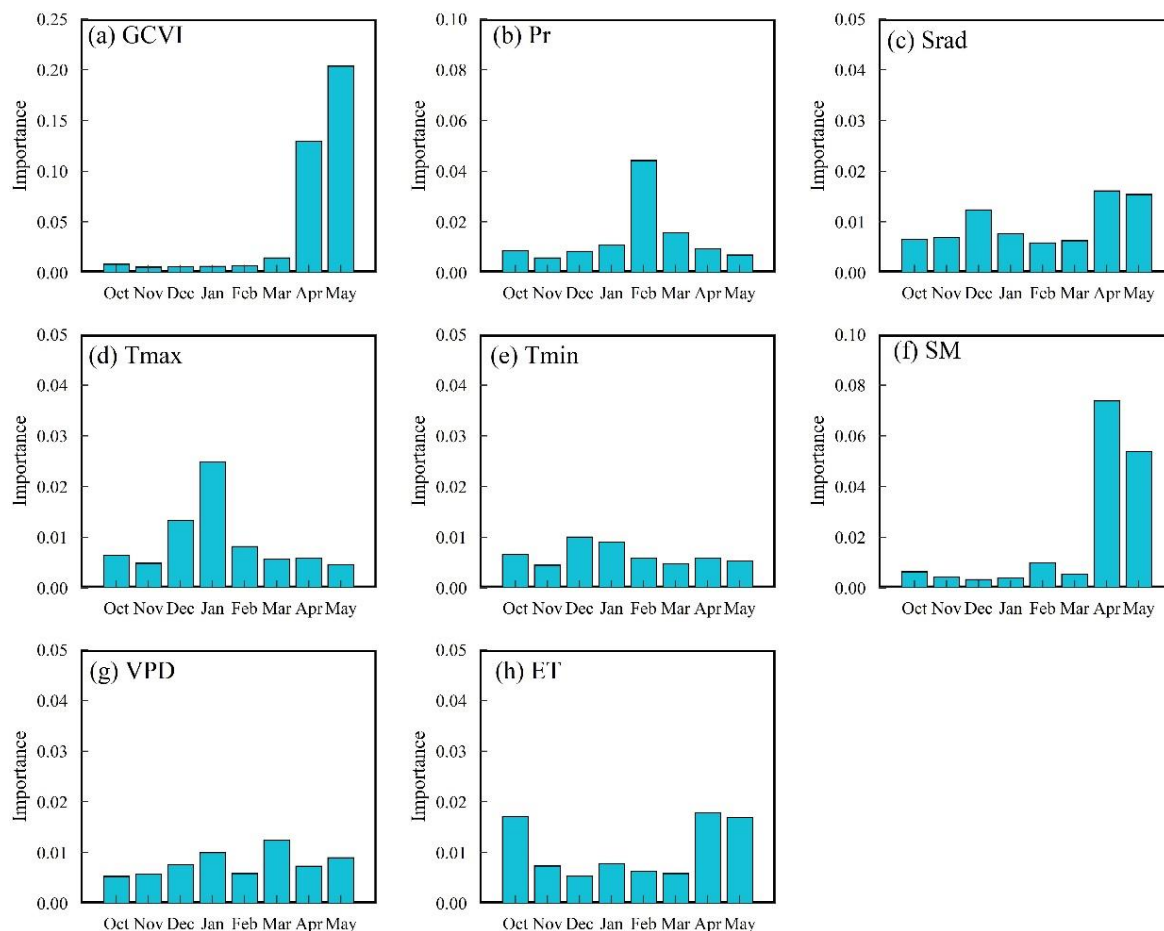 (a) GCVI
Importance
0.25
0.20
0.15
0.10
0.05
0.00
Oct Nov Dec Jan Feb Mar Apr May
(b) Pr
Importance
0.10
0.08
0.06
0.04
0.02
0.00
Oct Nov Dec Jan Feb Mar Apr May
(c) Srad
Importance
0.05
0.04
0.03
0.02
0.01
0.00
Oct Nov Dec Jan Feb Mar Apr May
(d) Tmax
Importance
0.05
0.04
0.03
0.02
0.01
0.00
Oct Nov Dec Jan Feb Mar Apr May
(e) Tmin
Importance
0.05
0.04
0.03
0.02
0.01
0.00
Oct Nov Dec Jan Feb Mar Apr May
(f) SM
Importance
0.10
0.08
0.06
0.04
0.02
0.00
Oct Nov Dec Jan Feb Mar Apr May
(g) VPD
Importance
0.05
0.04
0.03
0.02
0.01
0.00
Oct Nov Dec Jan Feb Mar Apr May
(h) ET
Importance
0.05
0.04
0.03
0.02
0.01
0.00
Oct Nov Dec Jan Feb Mar Apr May